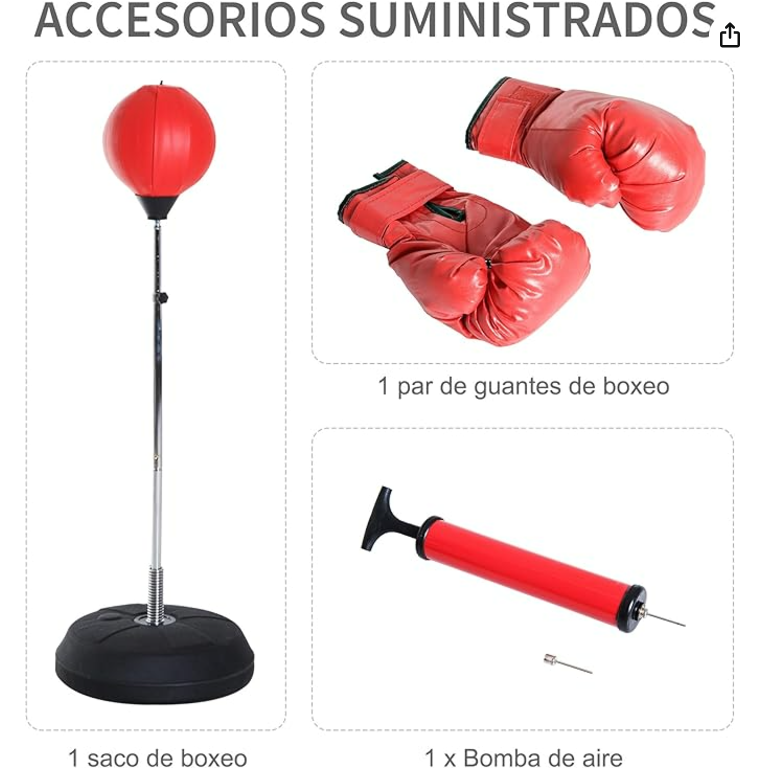 ACCESORIOS SUMINISTRADOS
1 par de guantes de boxeo
1 saco de boxeo
1 x Bomba de aire